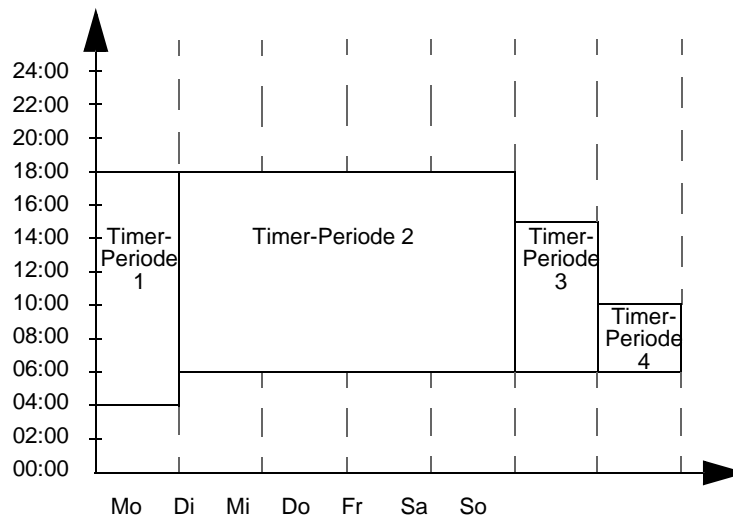 24:00
22:00
20:00
18:00
16:00
14:00
12:00
10:00
08:00
06:00
04:00
02:00
00:00
Timer-
Periode
1
Timer-Periode 2
Timer-
Periode
3
Timer-
Periode
4
Mo Di Mi Do Fr Sa So